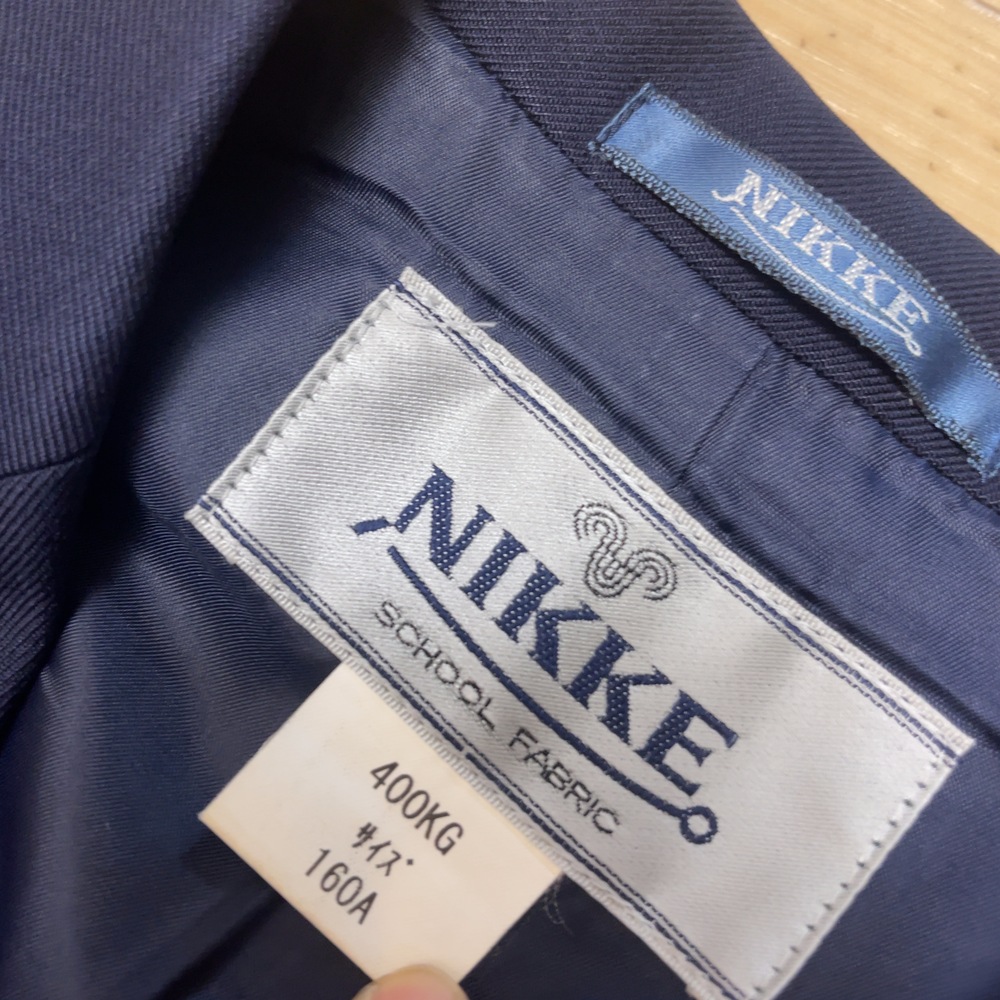 NIKKE
NIKKE
SCHOOL FABRIC
400KG
ｻｲｽﾞ
160A